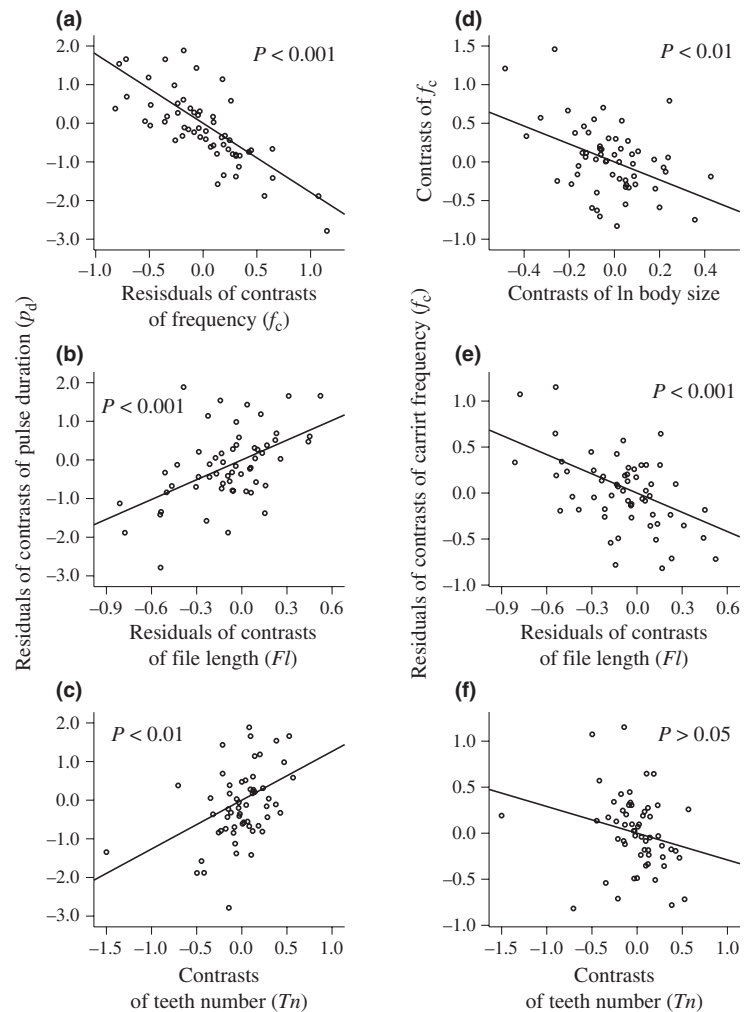 (a)
P < 0.001
2.0
1.0
0.0
−1.0
−2.0
−3.0
−1.0 −0.5 0.0 0.5 1.0
Resisduals of contrasts
of frequency (fc)
(d)
P < 0.01
Contrasts of fc
1.5
1.0
0.5
0.0
−0.5
−1.0
−0.4 −0.2 0.0 0.2 0.4
Contrasts of ln body size
Residuals of contrasts of pulse duration (pd)
(b)
P < 0.001
2.0
1.0
0.0
−1.0
−2.0
−3.0
−0.9 −0.6 −0.3 0.0 0.3 0.6
Residuals of contrasts
of file length (Fl)
Residuals of contrasts of carrirt frequency (fc)
(e)
P < 0.001
1.0
0.5
0.0
−0.5
−1.0
−0.9 −0.6 −0.3 0.0 0.3 0.6
Residuals of contrasts
of file length (Fl)
(c)
P < 0.01
2.0
1.0
0.0
−1.0
−2.0
−3.0
−1.5 −1.0 −0.5 0.0 0.5 1.0
Contrasts
of teeth number (Tn)
(f)
P > 0.05
1.0
0.5
0.0
−0.5
−1.0
−1.5 −1.0 −0.5 0.0 0.5 1.0
Contrasts
of teeth number (Tn)